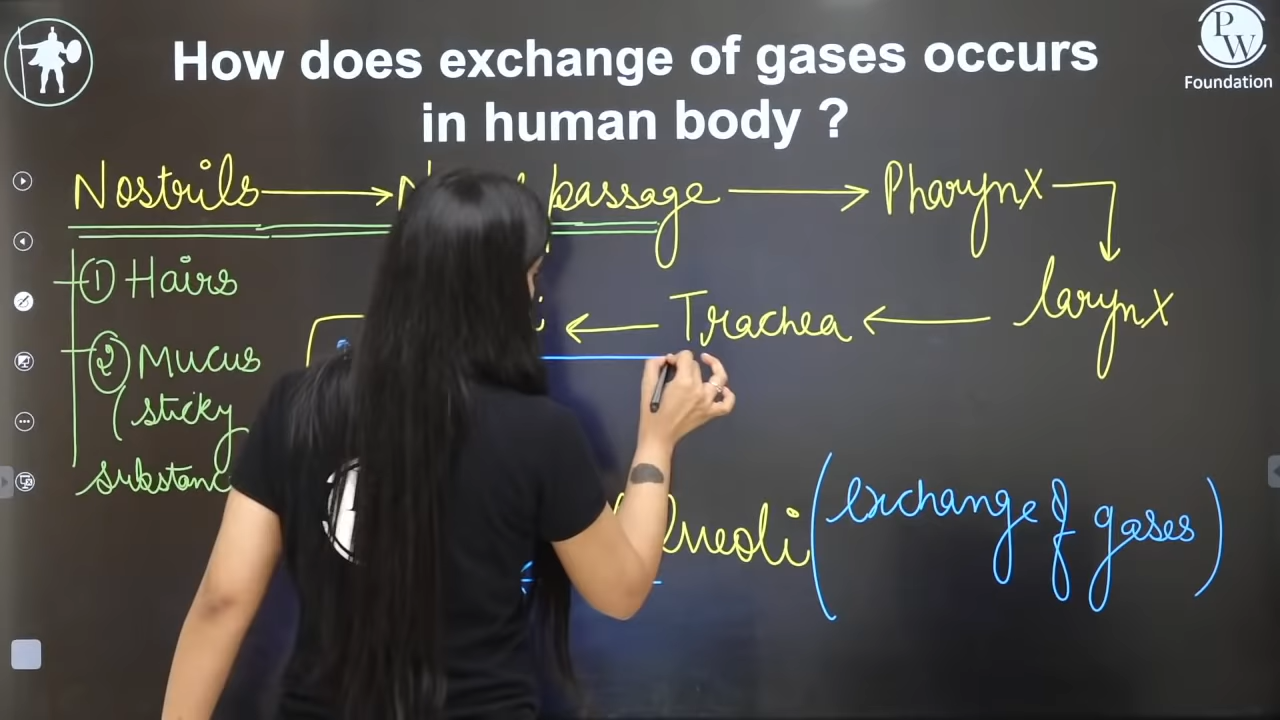 How does exchange of gases occurs
in human body ?
PW
Foundation
Nostrils → passage → Pharynx
① Hairs
larynx
← Trachea ←
② Mucus
(sticky
(exchange of gases)